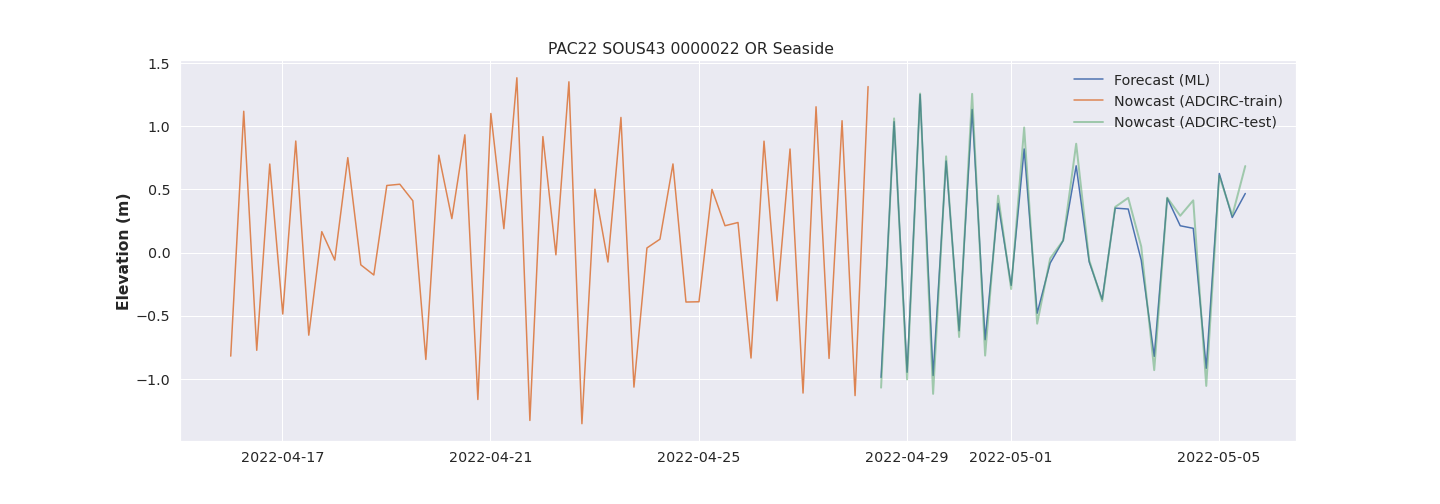 PAC22 SOUS43 0000022 OR Seaside
Elevation (m)
1.5
1.0
0.5
0.0
−0.5
−1.0
Forecast (ML)
Nowcast (ADCIRC-train)
Nowcast (ADCIRC-test)
2022-04-17 2022-04-21 2022-04-25 2022-04-29 2022-05-01 2022-05-05